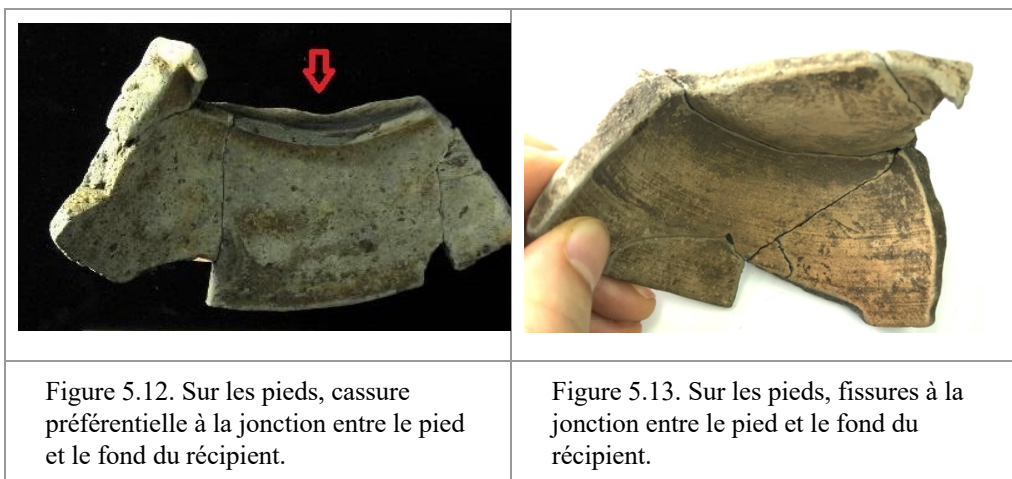 Figure 5.12. Sur les pieds, cassure
préférentielle à la jonction entre le pied
et le fond du récipient.
Figure 5.13. Sur les pieds, fissures à la
jonction entre le pied et le fond du
récipient.